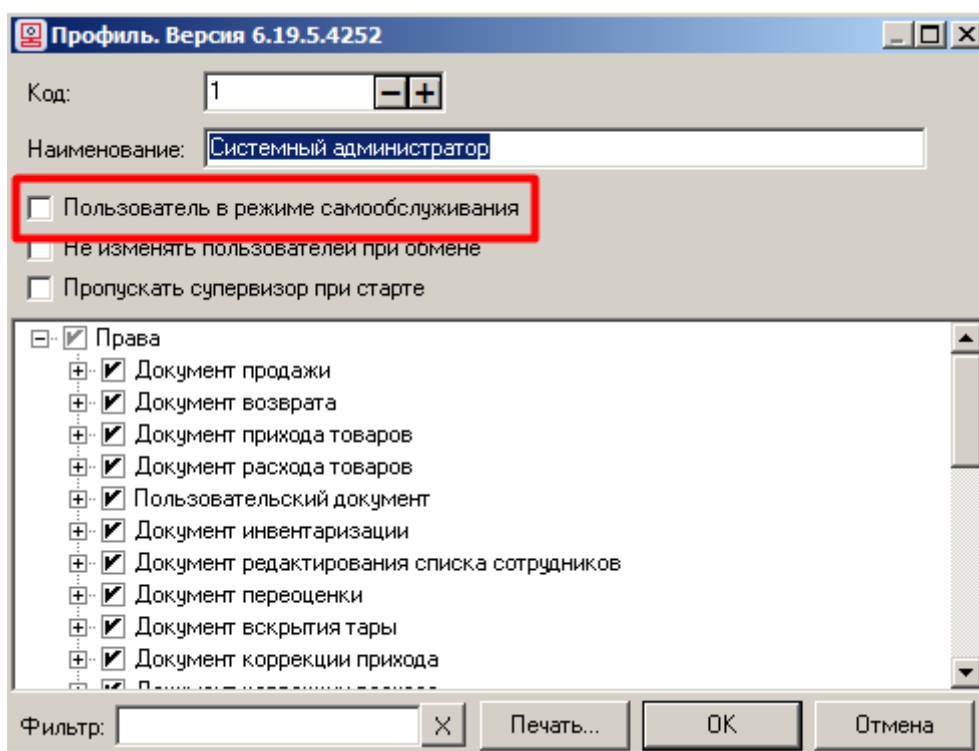 Профиль. Версия 6.19.5.4252
Код: 1
Наименование: Системный администратор
Пользователь в режиме самообслуживания
Не изменять пользователей при обмене
Пропускать супервизор при старте
Права
Документ продажи
Документ возврата
Документ прихода товаров
Документ расхода товаров
Пользовательский документ
Документ инвентаризации
Документ редактирования списка сотрудников
Документ переоценки
Документ вскрытия тары
Документ коррекции прихода
Фильтр: X Печать... OK Отмена